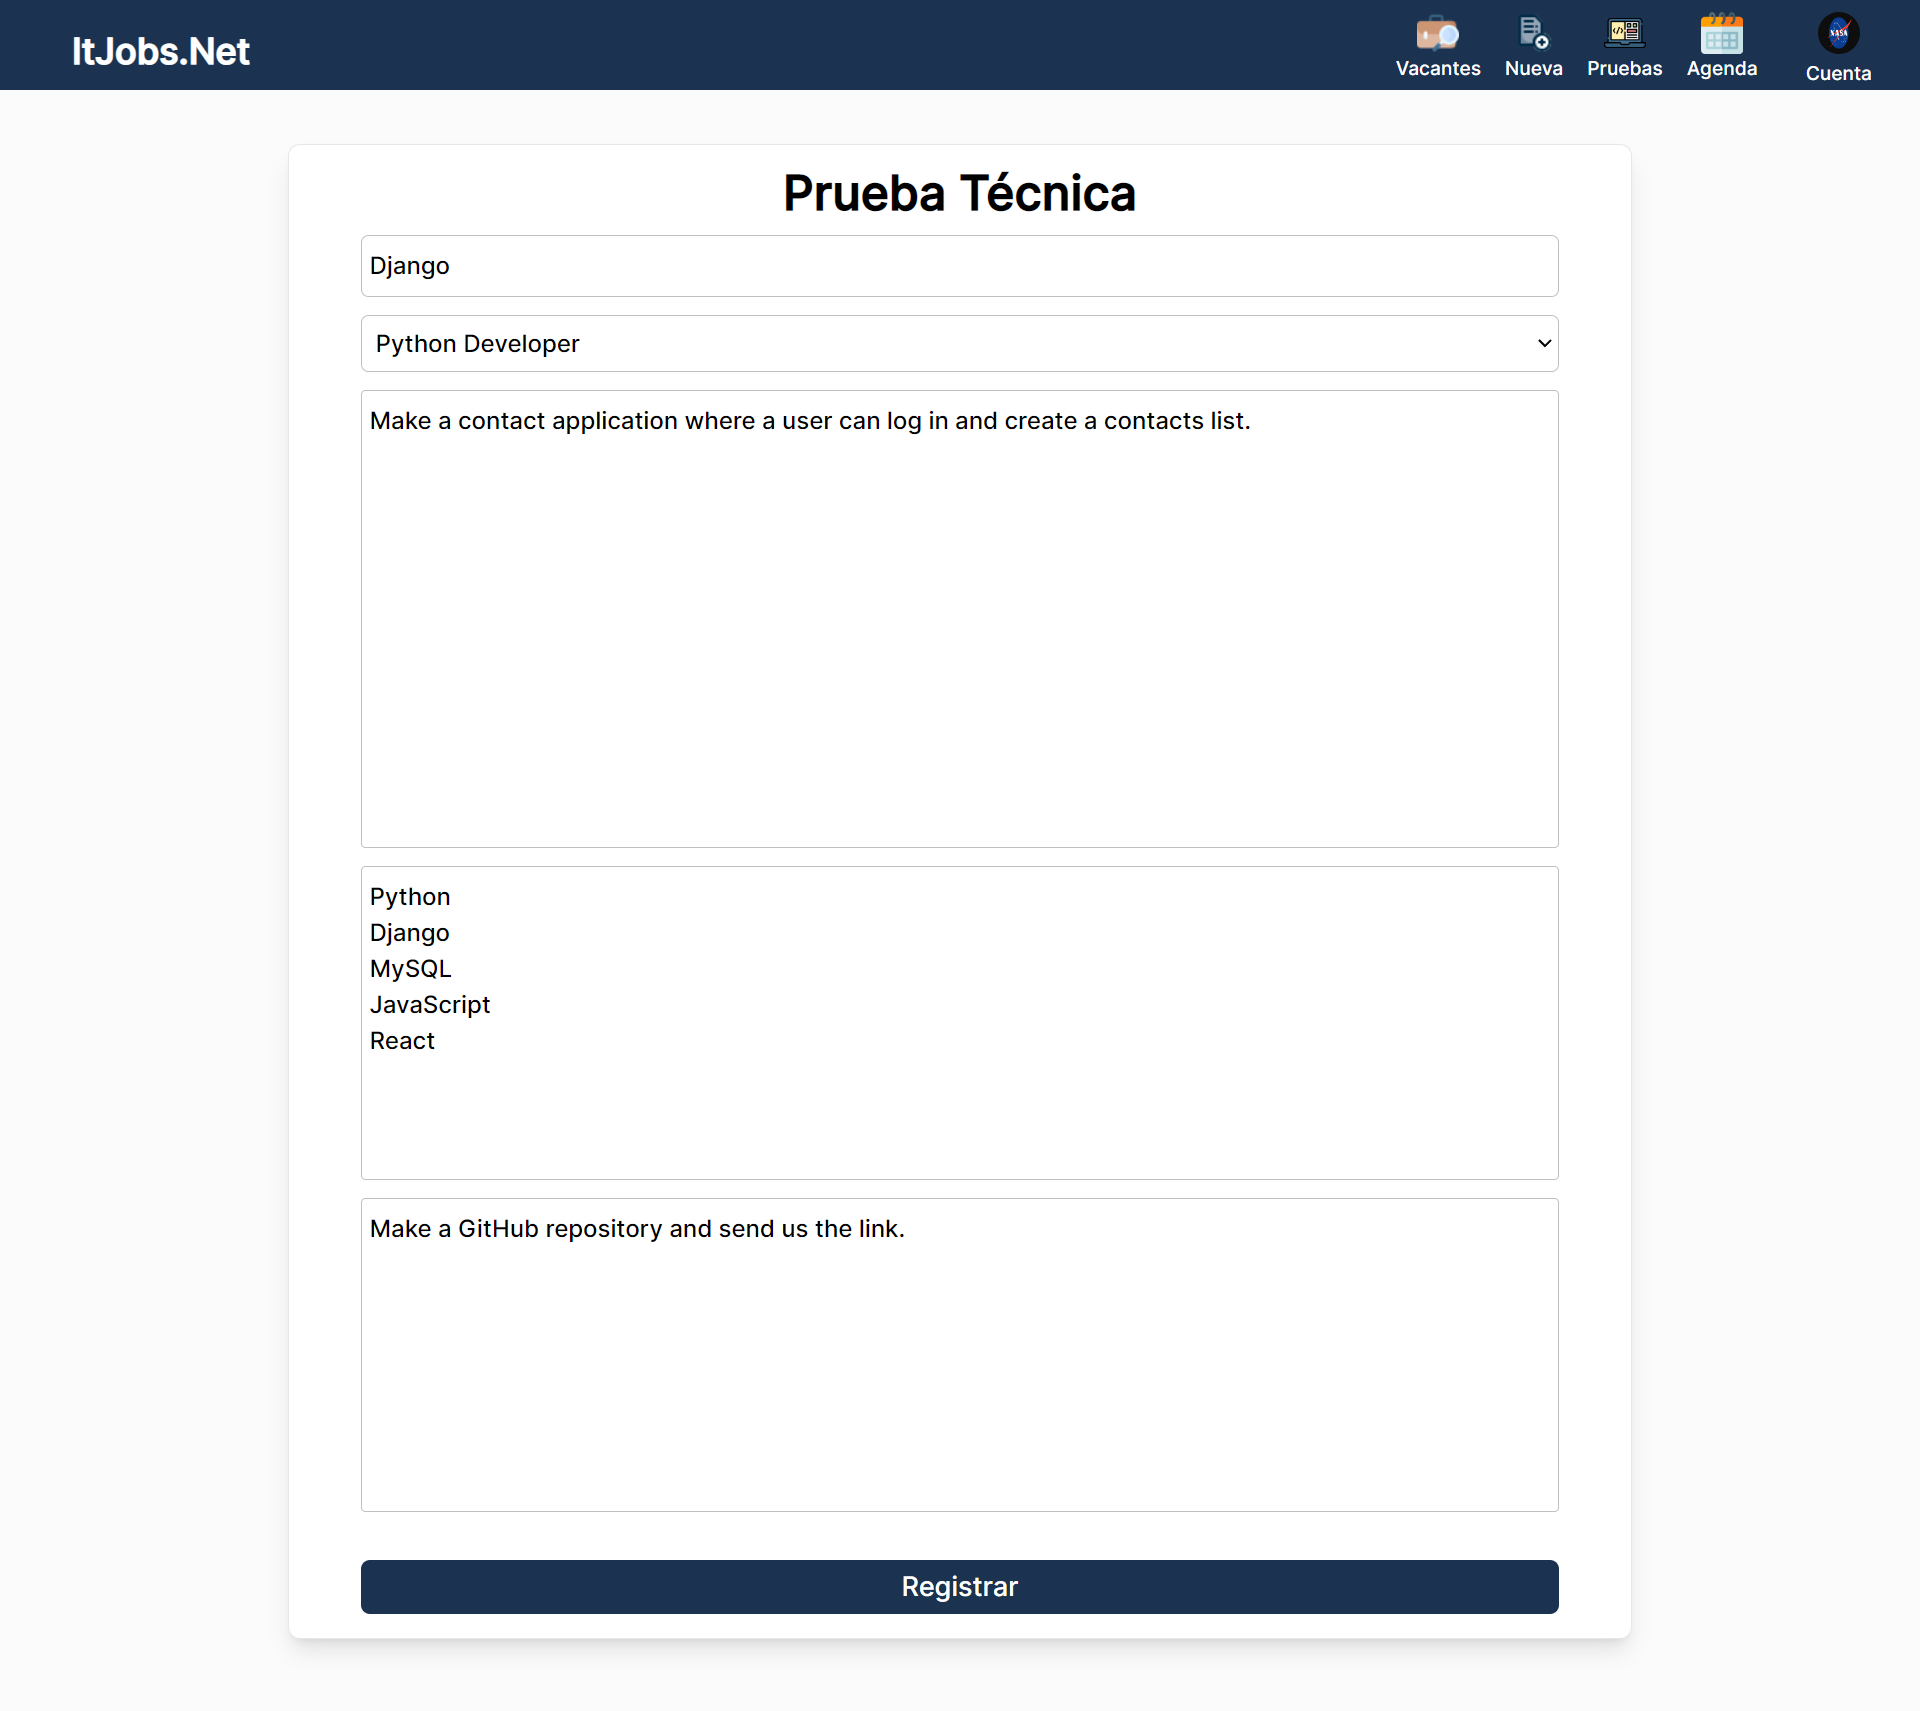 ItJobs.Net
Vacantes
Nueva
Pruebas
Agenda
NASA
Cuenta
Prueba Técnica
Django
Python Developer
Make a contact application where a user can log in and create a contacts list.
Python
Django
MySQL
JavaScript
React
Make a GitHub repository and send us the link.
Registrar